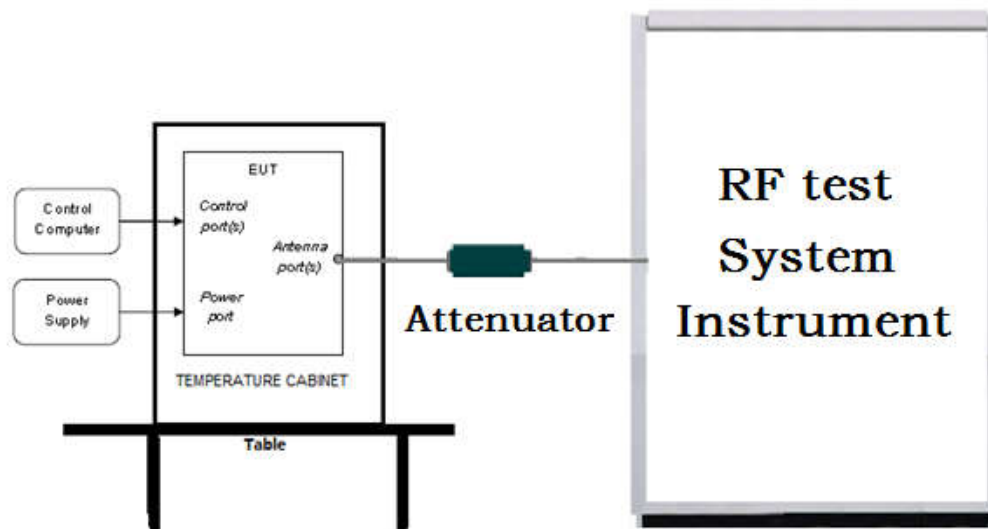 Control
Computer
Power
Supply
EUT
Control
port(s)
Antenna
port(s)
Power
port
TEMPERATURE CABINET
Table
Attenuator
RF test
System
Instrument